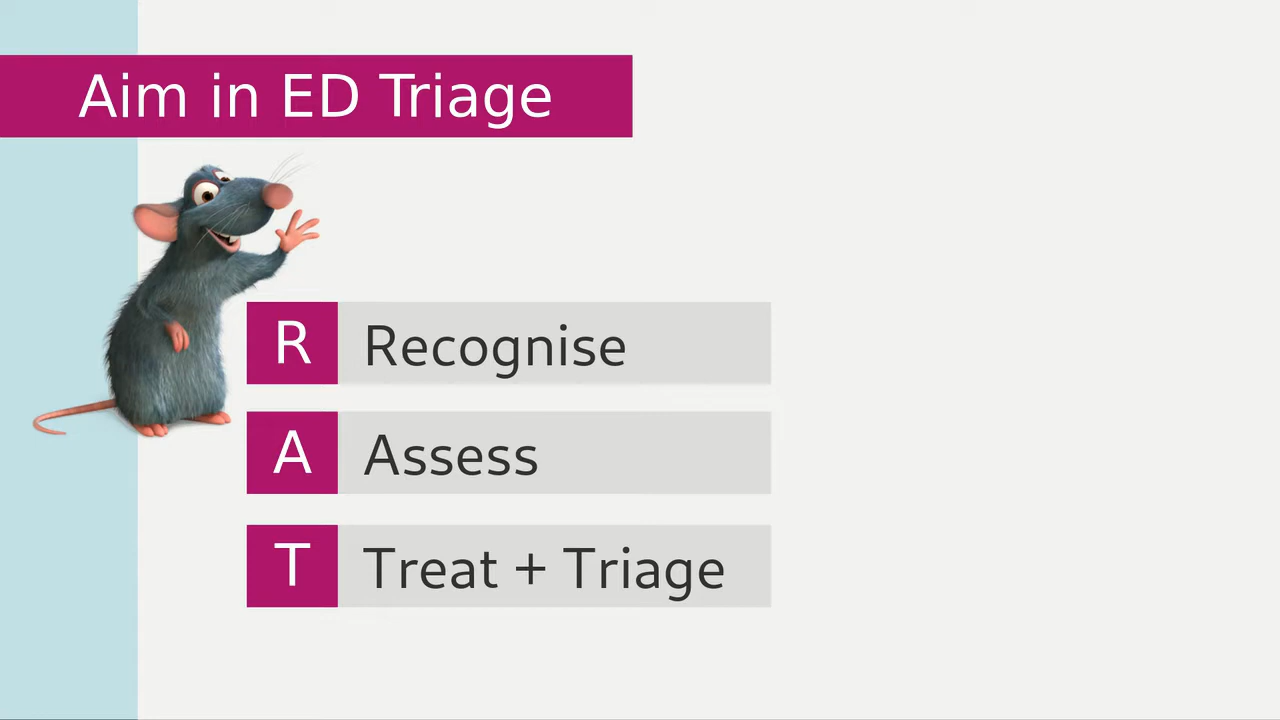 Aim in ED Triage
R Recognise
A Assess
T Treat + Triage